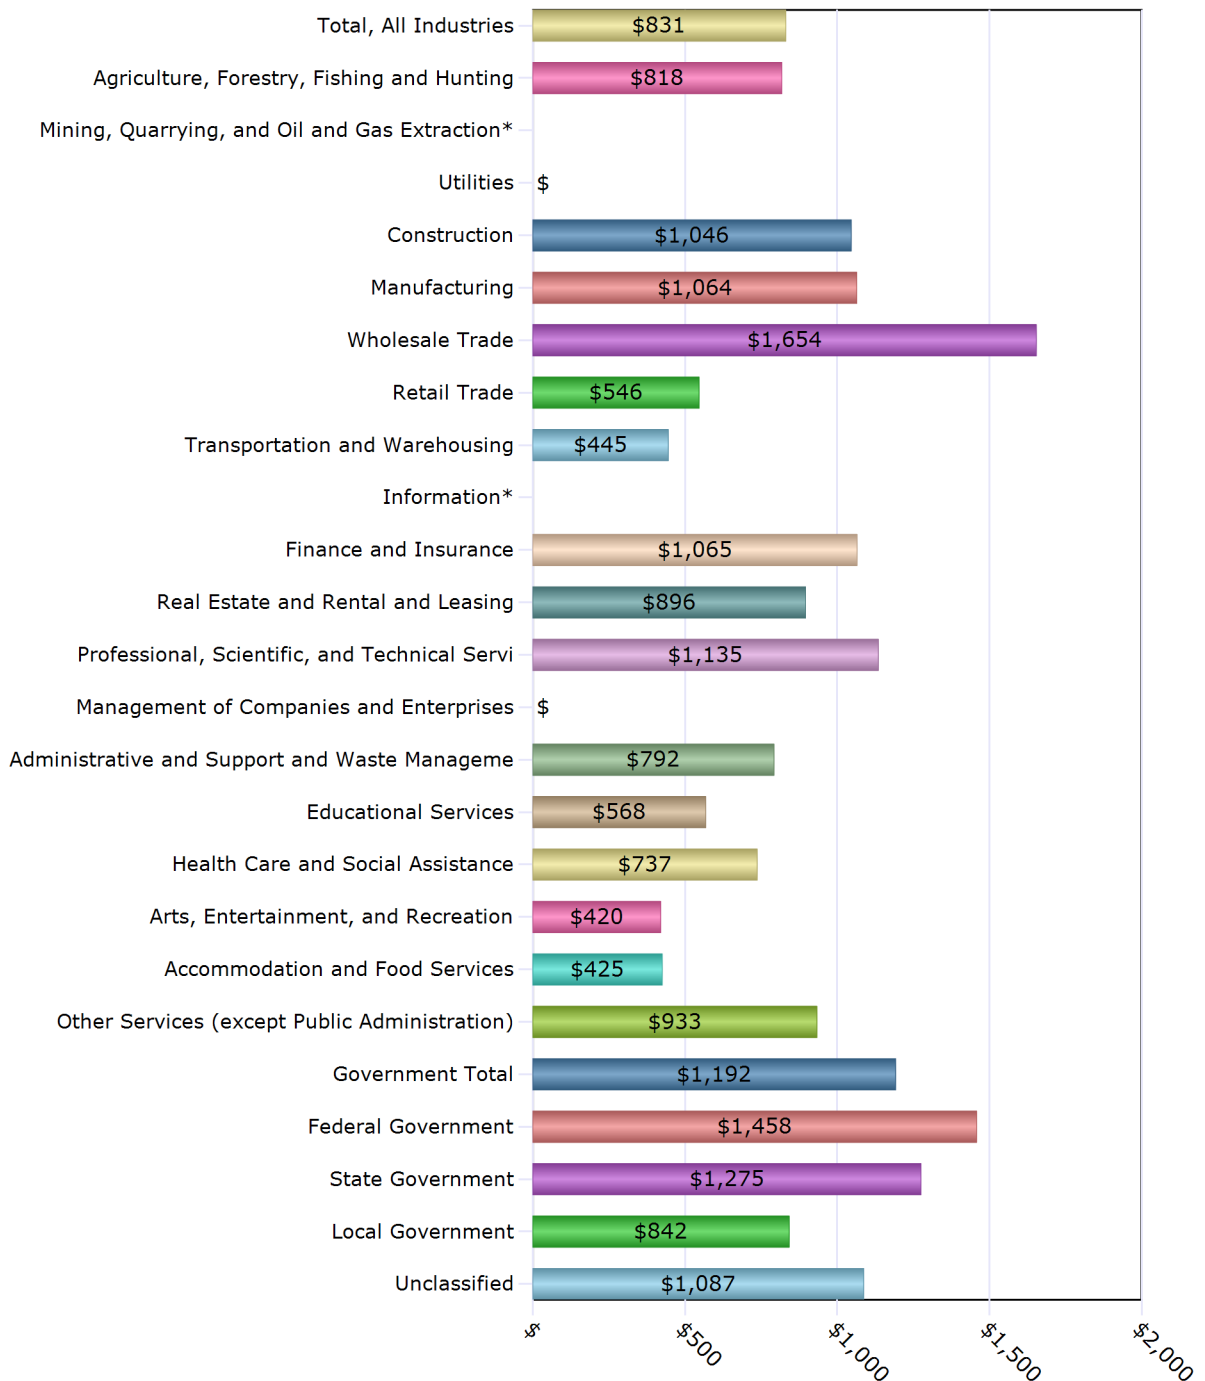 Total, All Industries $831
Agriculture, Forestry, Fishing and Hunting $818
Mining, Quarrying, and Oil and Gas Extraction*
Utilities $
Construction $1,046
Manufacturing $1,064
Wholesale Trade $1,654
Retail Trade $546
Transportation and Warehousing $445
Information*
Finance and Insurance $1,065
Real Estate and Rental and Leasing $896
Professional, Scientific, and Technical Servi $1,135
Management of Companies and Enterprises $
Administrative and Support and Waste Manageme $792
Educational Services $568
Health Care and Social Assistance $737
Arts, Entertainment, and Recreation $420
Accommodation and Food Services $425
Other Services (except Public Administration) $933
Government Total $1,192
Federal Government $1,458
State Government $1,275
Local Government $842
Unclassified $1,087
$ $500 $1,000 $1,500 $2,000